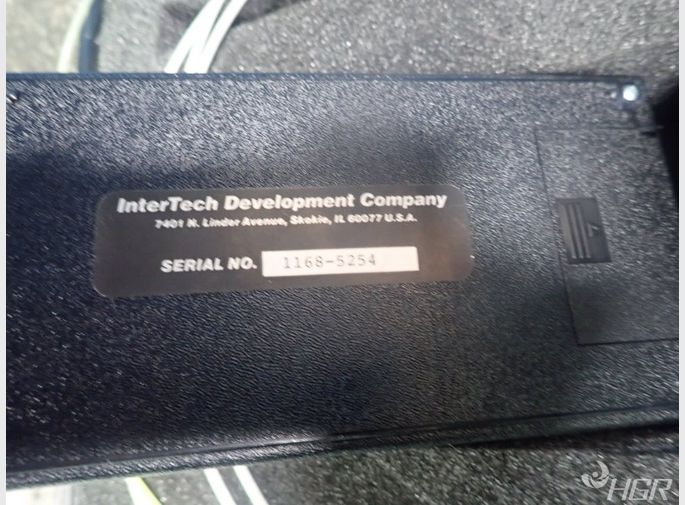 InterTech Development Company
7401 N. Linder Avenue, Skokie, IL 60077 U.S.A.
SERIAL NO. 1168-5254
HGR